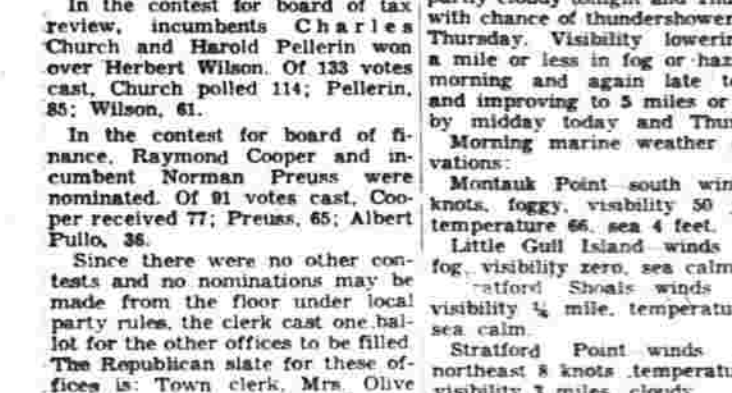 In the contest for board of tax
review, incumbents Charles
Church and Harold Pellerin won
over Herbert Wilson. Of 133 votes
cast, Church polled 114; Pellerin,
85; Wilson, 61.
In the contest for board of fi-
nance, Raymond Cooper and in-
cumbent Norman Preuss were
nominated. Of 91 votes cast, Coo-
per received 77; Preuss, 65; Albert
Pullo, 36.
Since there were no other con-
tests and no nominations may be
made from the floor under local
party rules, the clerk cast one bal-
lot for the other offices to be filled
The Republican slate for these of-
fices is: Town clerk, Mrs. Olive
partly cloudy tonight and
with chance of thundershower
Thursday. Visibility lowerin
a mile or less in fog or haz
morning and again late t
and improving to 5 miles or
by midday today and Thur
Morning marine weather
vations:
Montauk Point south win
knots, foggy, visibility 50
temperature 66, sea 4 feet.
Little Gull Island winds
fog, visibility zero, sea calm
ratford Shoals winds
visibility ¼ mile, temperatu
sea calm
Stratford Point winds
northeast 8 knots temperatu
visibility 3 miles, cloudy